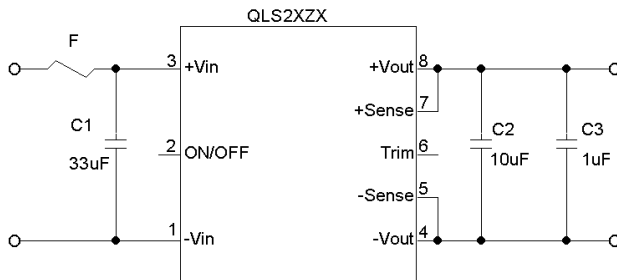 QLS2XZX
F
3
+Vin
+Vout
8
+Sense
7
C1
33uF
2
ON/OFF
Trim
6
C2
10uF
C3
1uF
-Sense
5
1
-Vin
-Vout
4